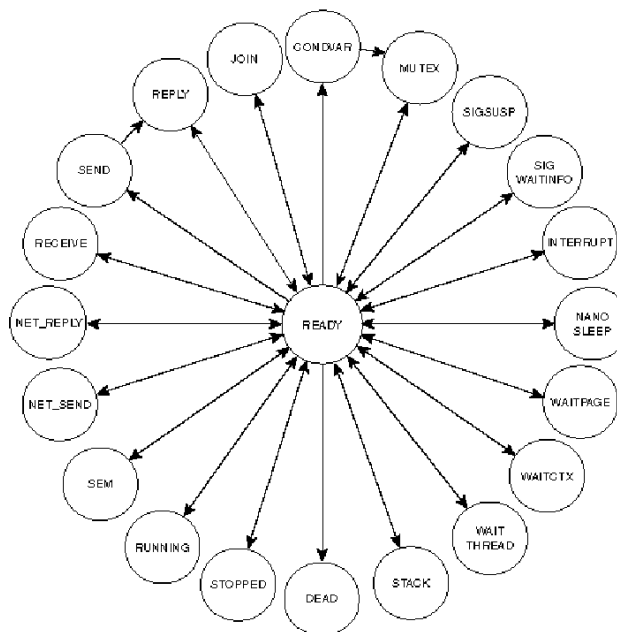 CONDVAR
JOIN
MUTEX
REPLY
SIGSUSP
SEND
SIG
WAITINFO
RECEIVE
INTERRUPT
NET_REPLY
READY
NANO
SLEEP
NET_SEND
WAITPAGE
SEM
WAITCTX
RUNNING
WAIT
THREAD
STOPPED
DEAD
STACK